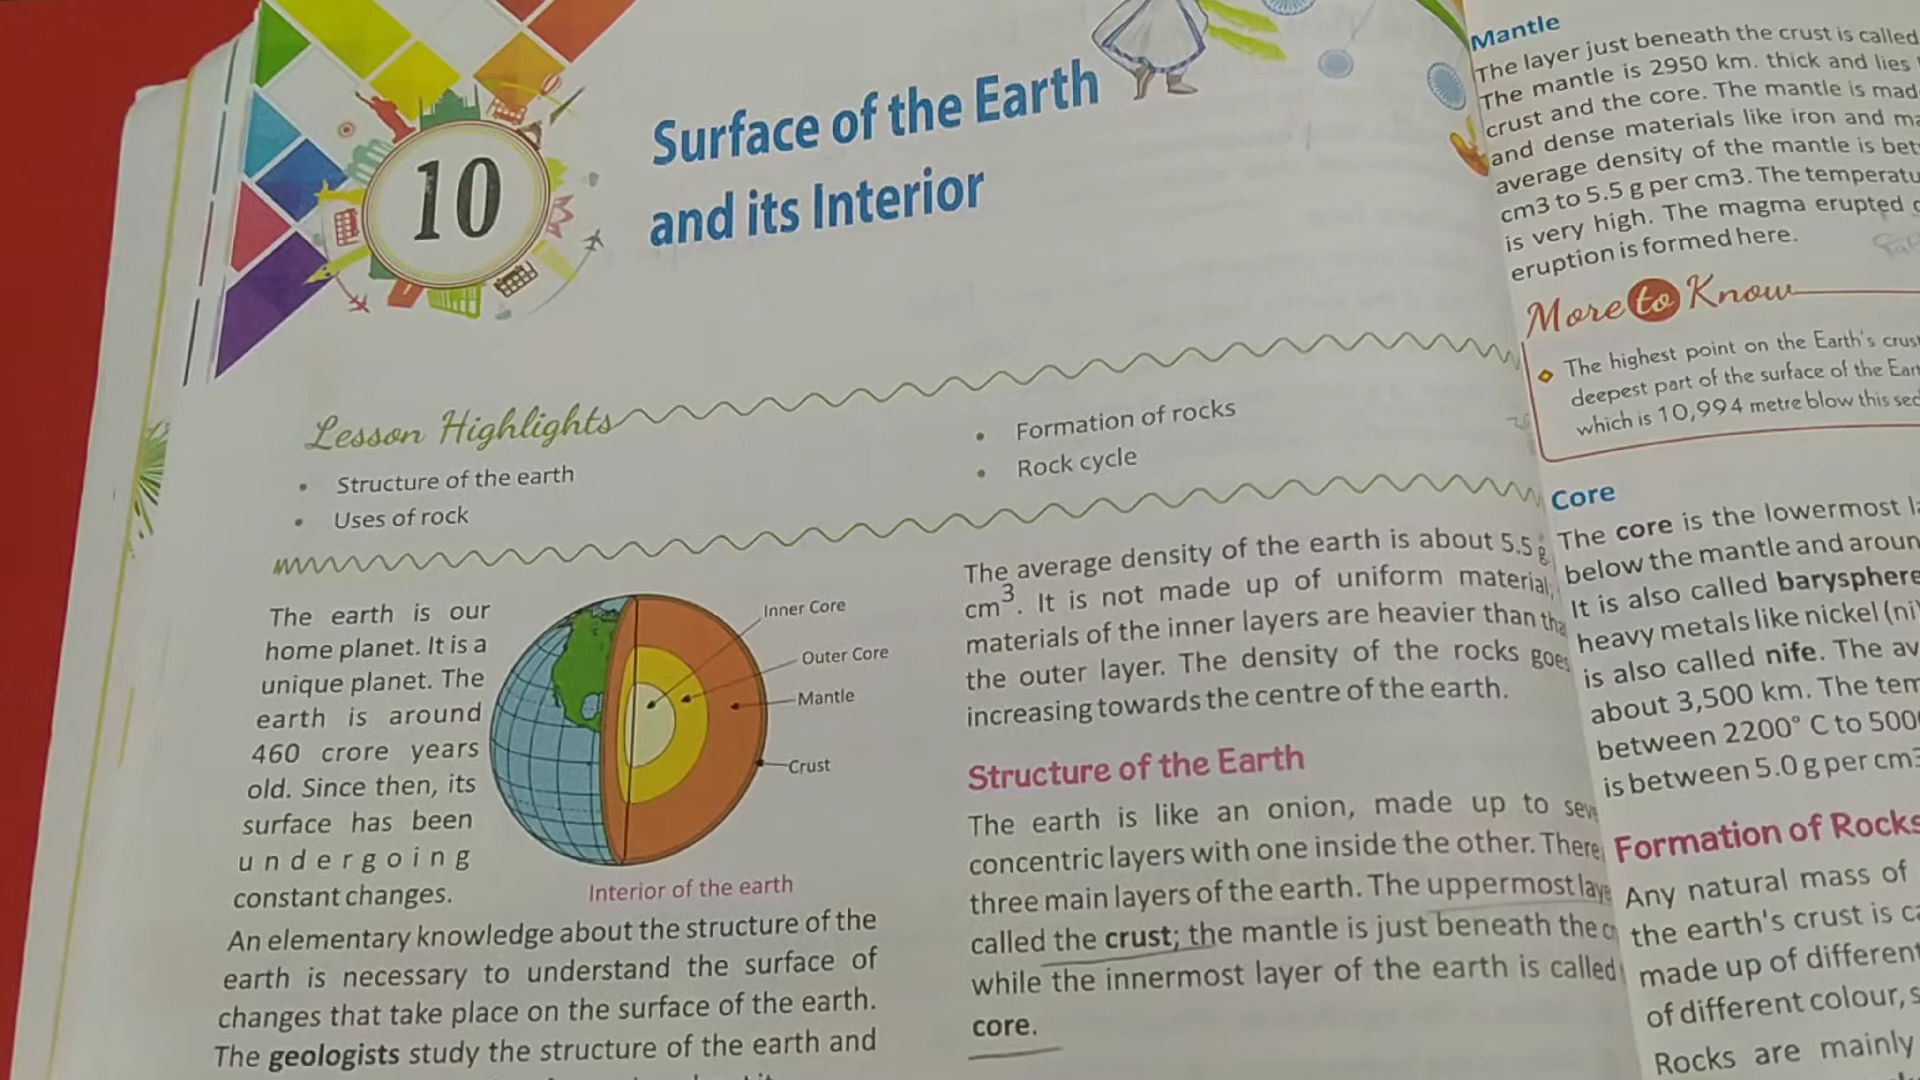 10
Surface of the Earth
and its Interior
Lesson Highlights
• Structure of the earth
• Uses of rock
• Formation of rocks
• Rock cycle
The earth is our
home planet. It is a
unique planet. The
earth is around
460 crore years
old. Since then, its
surface has been
undergoing
constant changes.
Inner Core
Outer Core
Mantle
Crust
Interior of the earth
An elementary knowledge about the structure of the
earth is necessary to understand the surface of
changes that take place on the surface of the earth.
The geologists study the structure of the earth and
The average density of the earth is about 5.5 g
cm3. It is not made up of uniform material,
materials of the inner layers are heavier than tha
the outer layer. The density of the rocks goes
increasing towards the centre of the earth.
Structure of the Earth
The earth is like an onion, made up to seve
concentric layers with one inside the other. There
three main layers of the earth. The uppermost laye
called the crust; the mantle is just beneath the c
while the innermost layer of the earth is called
core.
Mantle
The layer just beneath the crust is called
The mantle is 2950 km. thick and lies
crust and the core. The mantle is mad
and dense materials like iron and ma
average density of the mantle is bet
cm3 to 5.5 g per cm3. The temperatu
is very high. The magma erupted
eruption is formed here.
More to Know
The highest point on the Earth's crust
deepest part of the surface of the Eart
which is 10,994 metre blow this sec
Core
The core is the lowermost la
below the mantle and aroun
It is also called barysphere
heavy metals like nickel (ni)
is also called nife. The av
about 3,500 km. The tem
between 2200° C to 500
is between 5.0 g per cm3
Formation of Rocks
Any natural mass of
the earth's crust is ca
made up of different
of different colour, s
Rocks are mainly